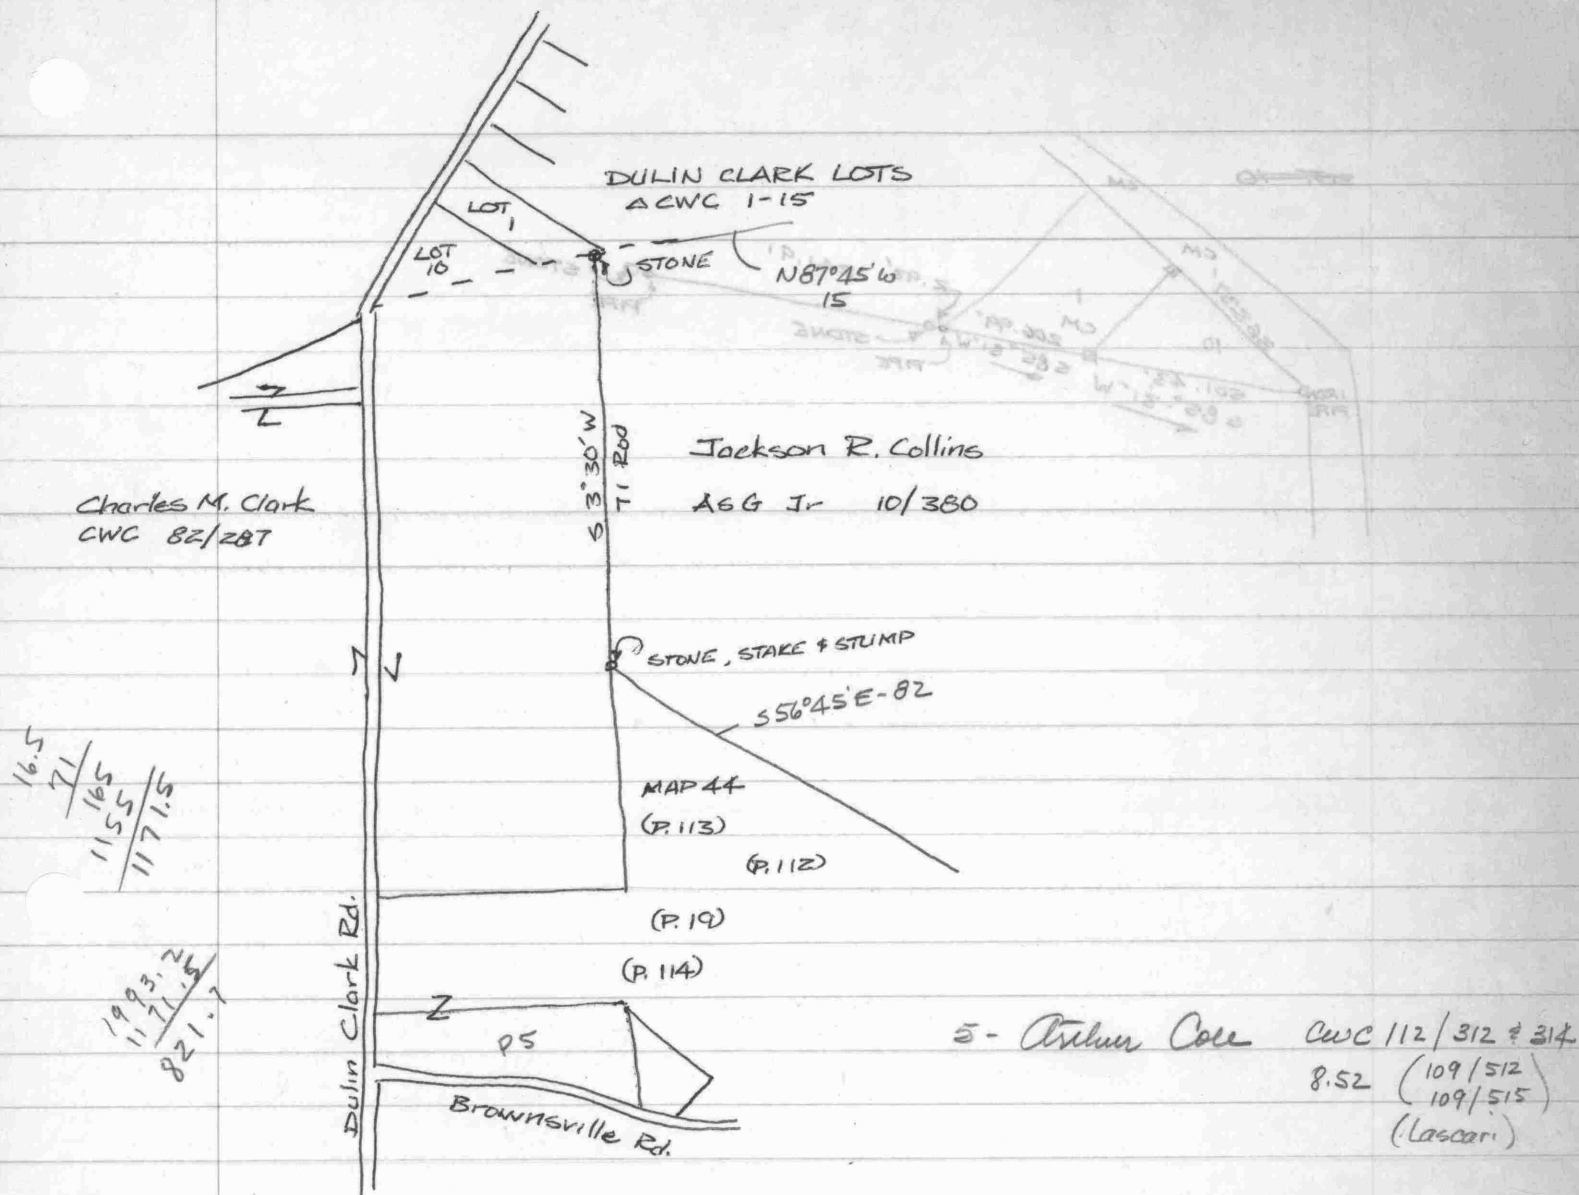 DULIN CLARK LOTS
△ CWC 1-15
LOT 1
LOT 10
STONE
N87°45'W
15
S 3°30' W
71 Rod
Jackson R. Collins
ASG Jr 10/380
Charles M. Clark
CWC 82/287
STONE, STAKE & STUMP
S56°45'E-82
16.5
71
165
1155
1171.5
MAP 44
(P. 113)
(P. 112)
(P. 19)
(P. 114)
1993.2
1171.5
821.7
Dulin Clark Rd.
p5
Brownsville Rd.
5- Cole CWC 112/312 & 314
8.52 (109/512
109/515)
(Lascari)